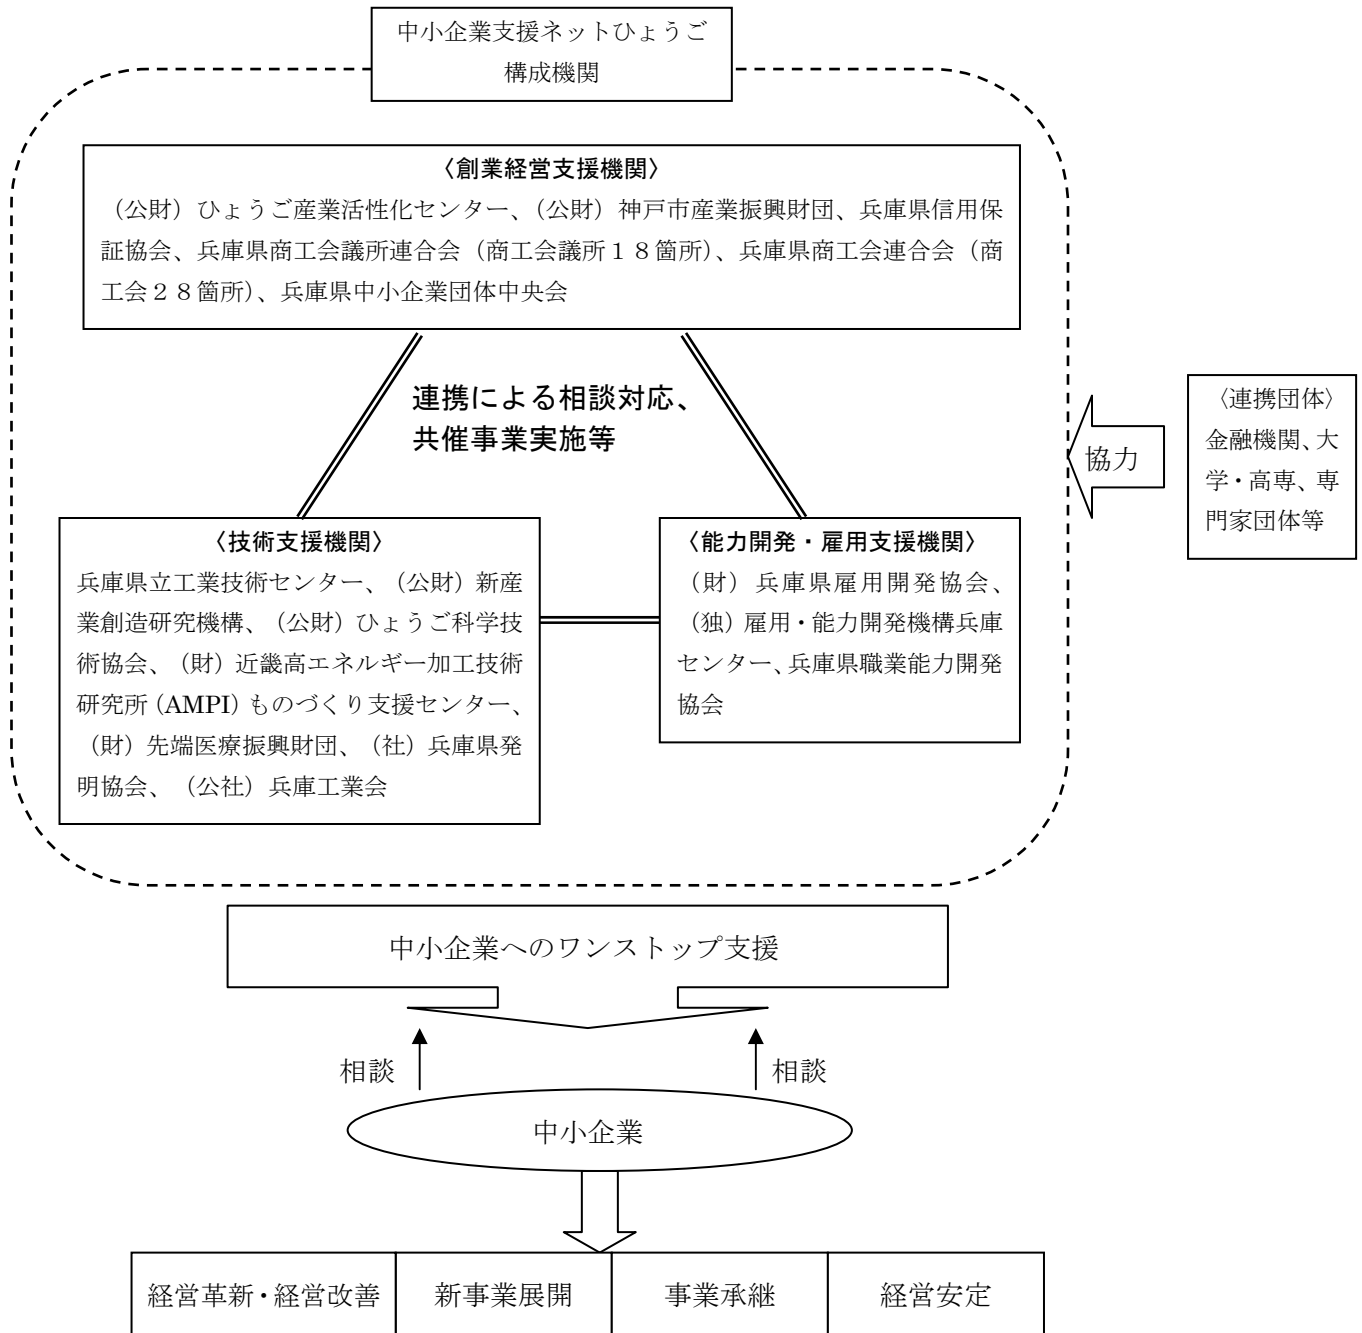 中小企業支援ネットひょうご
構成機関
〈創業経営支援機関〉
（公財）ひょうご産業活性化センター、（公財）神戸市産業振興財団、兵庫県信用保
証協会、兵庫県商工会議所連合会（商工会議所１８箇所）、兵庫県商工会連合会（商
工会２８箇所）、兵庫県中小企業団体中央会
連携による相談対応、
共催事業実施等
〈連携団体〉
金融機関、大
学・高専、専
門家団体等
協力
〈技術支援機関〉
兵庫県立工業技術センター、（公財）新産
業創造研究機構、（公財）ひょうご科学技
術協会、（財）近畿高エネルギー加工技術
研究所（AMPI）ものづくり支援センター、
（財）先端医療振興財団、（社）兵庫県発
明協会、（公社）兵庫工業会
〈能力開発・雇用支援機関〉
（財）兵庫県雇用開発協会、
（独）雇用・能力開発機構兵庫
センター、兵庫県職業能力開発
協会
中小企業へのワンストップ支援
相談
相談
中小企業
経営革新・経営改善
新事業展開
事業承継
経営安定